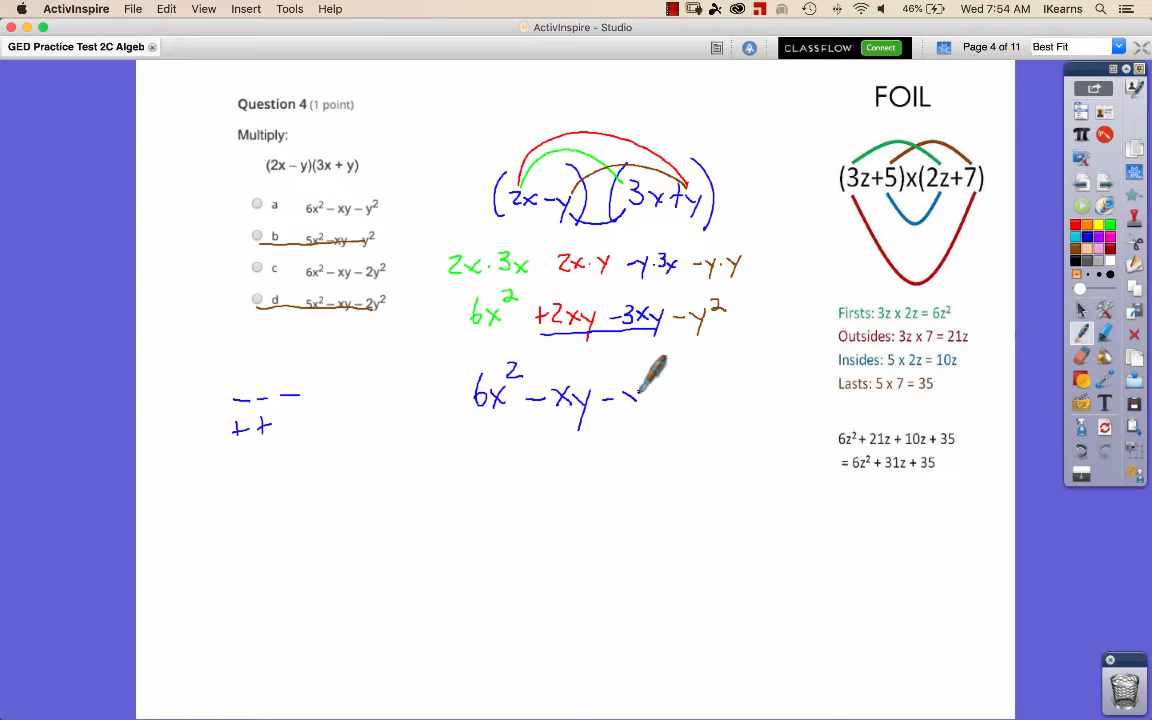 ActivInspire File Edit View Insert Objects Tools Help 46% Wed 7:54 AM IKearns
ActivInspire - Studio
GED Practice Test 2C Algeb CLASSFLOW Connect Page 4 of 11 Best Fit
Question 4 (1 point)
Multiply:
(2x – y)(3x + y)
a 6x² – xy – y²
b 5x² – xy – y²
c 6x² – xy – 2y²
d 5x² – xy – 2y²
– – –
+ +
(2x – y)(3x + y)
2x · 3x 2x · y -y · 3x -y · y
6x² +2xy -3xy -y²
6x² – xy –
FOIL
(3z+5)x(2z+7)
Firsts: 3z x 2z = 6z²
Outsides: 3z x 7 = 21z
Insides: 5 x 2z = 10z
Lasts: 5 x 7 = 35
6z² + 21z + 10z + 35
= 6z² + 31z + 35